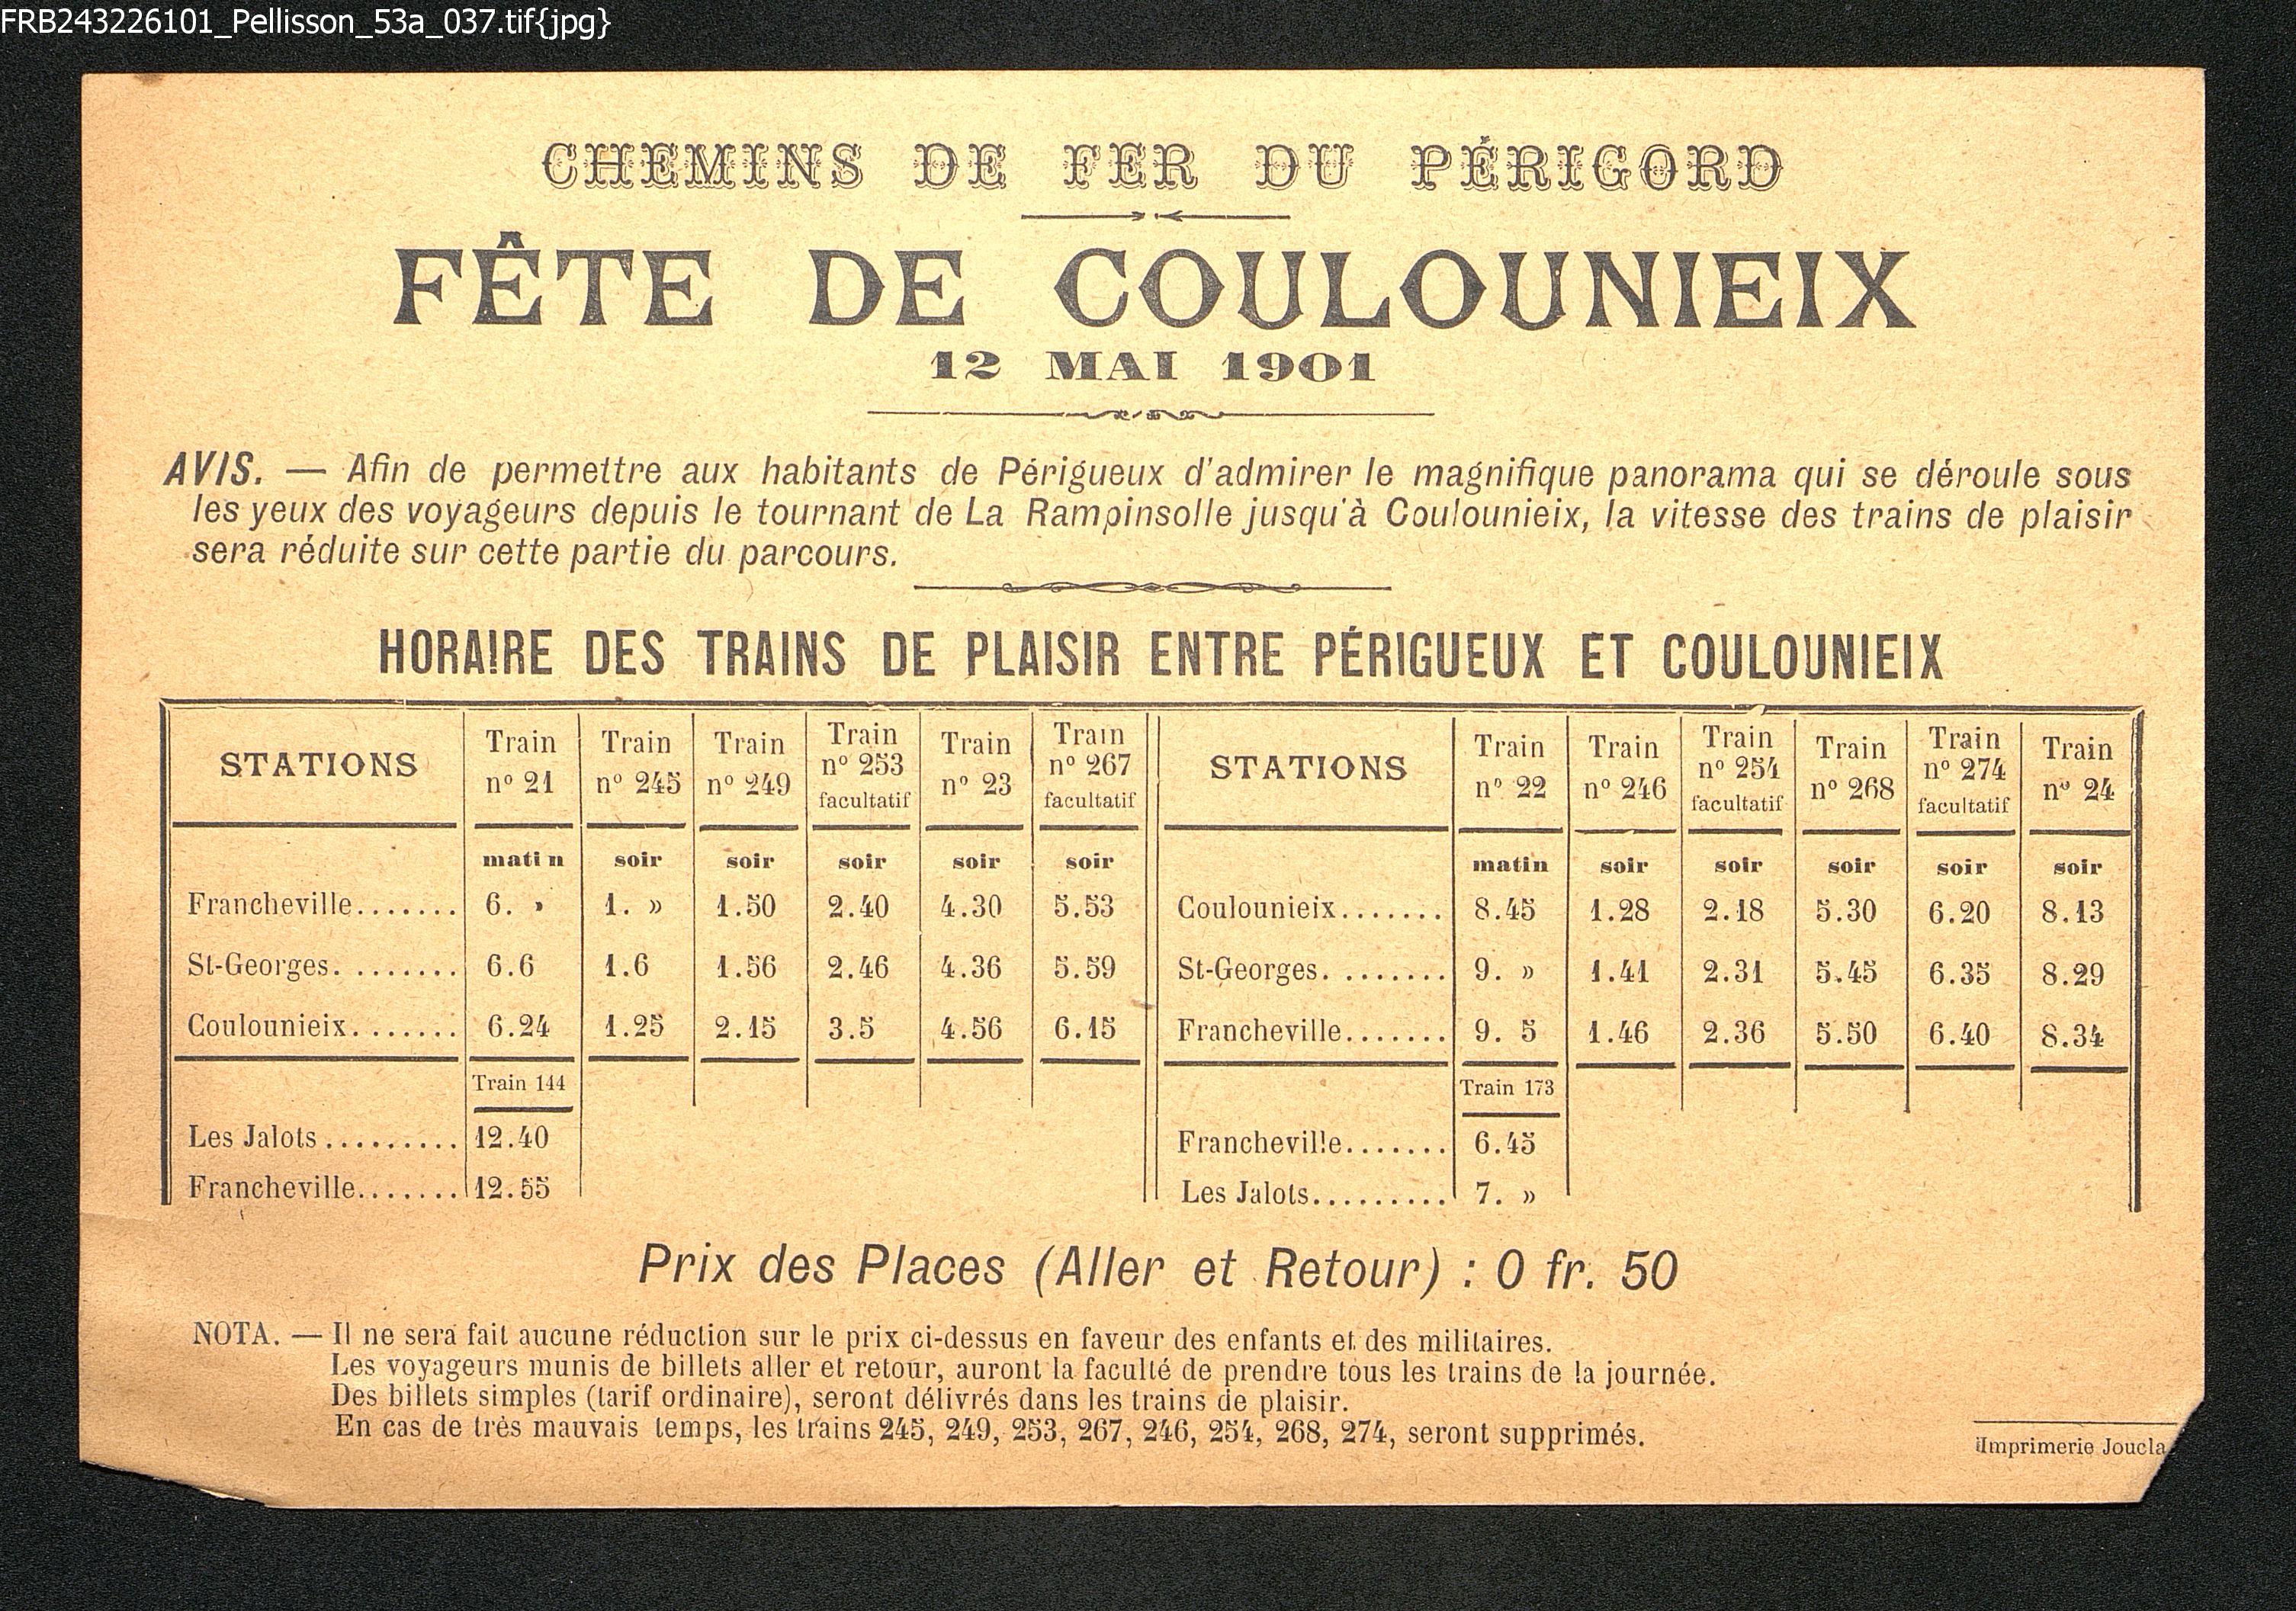 FRB243226101_Pellisson_53a_037.tif{jpg}
CHEMINS DE FER DU PÉRIGORD
FÊTE DE COULOUNIEIX
12 MAI 1901
AVIS. — Afin de permettre aux habitants de Périgueux d'admirer le magnifique panorama qui se déroule sous
les yeux des voyageurs depuis le tournant de La Rampinsolle jusqu'à Coulounieix, la vitesse des trains de plaisir
sera réduite sur cette partie du parcours.
HORAIRE DES TRAINS DE PLAISIR ENTRE PÉRIGUEUX ET COULOUNIEIX
STATIONS Train nº 21 Train nº 245 Train nº 249 Train nº 253 facultatif Train nº 23 Train nº 267 facultatif
matin soir soir soir soir soir
Francheville....... 6. » 1. » 1.50 2.40 4.30 5.53
St-Georges. ....... 6.6 1.6 1.56 2.46 4.36 5.59
Coulounieix....... 6.24 1.25 2.15 3.5 4.56 6.15
Train 144
Les Jalots......... 12.40
Francheville....... 12.55
STATIONS Train nº 22 Train nº 246 Train nº 254 facultatif Train nº 268 Train nº 274 facultatif Train nº 24
matin soir soir soir soir soir
Coulounieix....... 8.45 1.28 2.18 5.30 6.20 8.13
St-Georges. ....... 9. » 1.41 2.31 5.45 6.35 8.29
Francheville....... 9. 5 1.46 2.36 5.50 6.40 8.34
Train 173
Francheville....... 6.45
Les Jalots......... 7. »
Prix des Places (Aller et Retour) : 0 fr. 50
NOTA. — Il ne sera fait aucune réduction sur le prix ci-dessus en faveur des enfants et des militaires.
Les voyageurs munis de billets aller et retour, auront la faculté de prendre tous les trains de la journée.
Des billets simples (tarif ordinaire), seront délivrés dans les trains de plaisir.
En cas de très mauvais temps, les trains 245, 249, 253, 267, 246, 254, 268, 274, seront supprimés.
Imprimerie Joucla